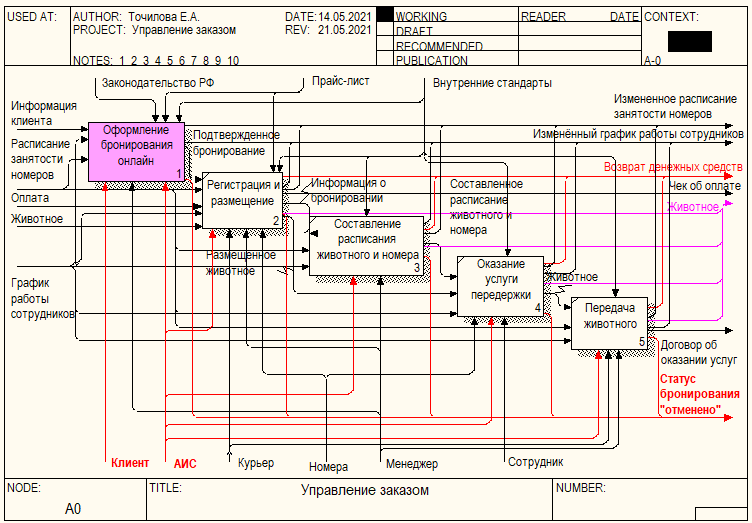 USED AT:
AUTHOR: Точилова Е.А.
DATE: 14.05.2021
PROJECT: Управление заказом
REV: 21.05.2021
NOTES: 1 2 3 4 5 6 7 8 9 10
WORKING
DRAFT
RECOMMENDED
PUBLICATION
READER
DATE
CONTEXT:
A-0
Законодательство РФ
Прайс-лист
Внутренние стандарты
Информация
клиента
Расписание
занятости
номеров
Оплата
Животное
График
работы
сотрудников
Оформление
бронирования
онлайн
1
Подтвержденное
бронирование
Регистрация и
размещение
2
Информация о
бронировании
Размещенное
животное
Составление
расписания
животного и номера
3
Составленное
расписание
животного и
номера
Оказание
услуги
передержки
4
Животное
Передача
животного
5
Измененное расписание
занятости номеров
Изменённый график работы сотрудников
Возврат денежных средств
Чек об оплате
Животное
Договор об
оказании услуг
Статус
бронирования
"отменено"
Клиент
АИС
Курьер
Номера
Менеджер
Сотрудник
NODE:
A0
TITLE:
Управление заказом
NUMBER: